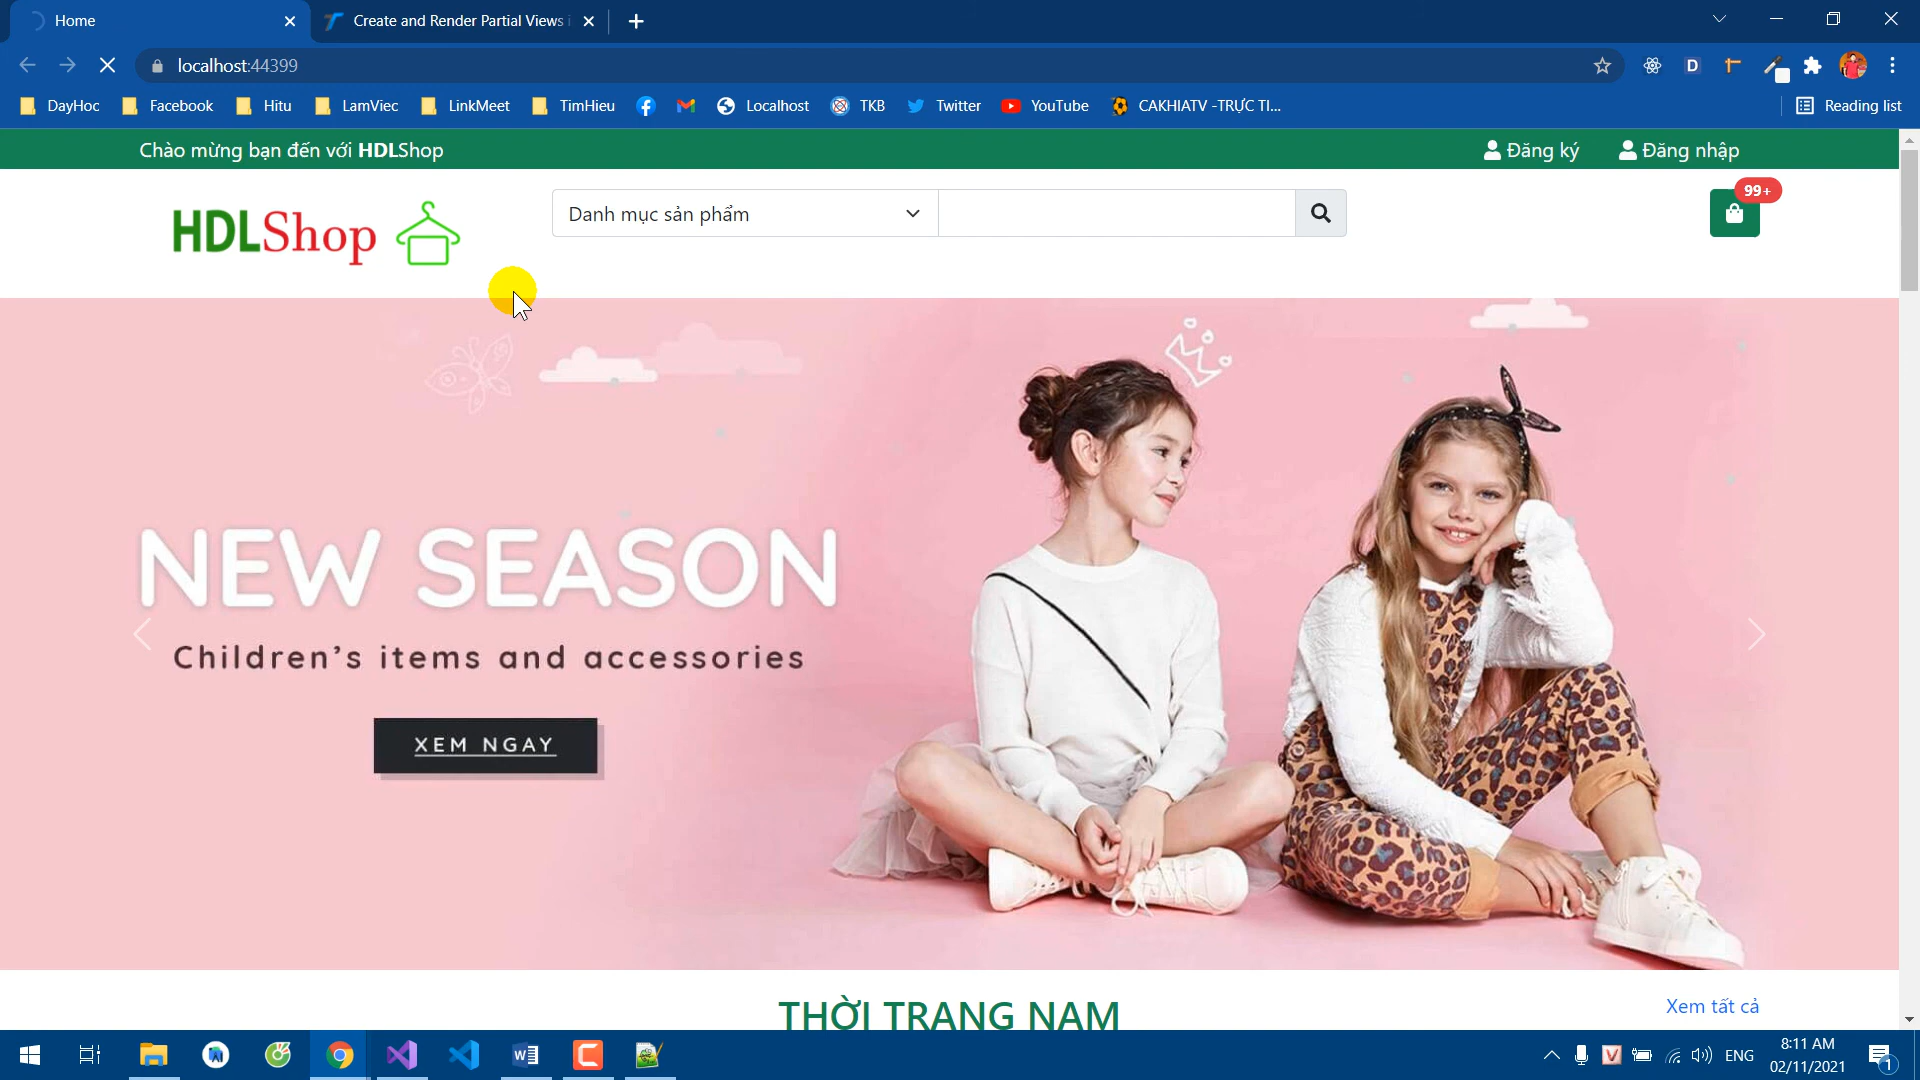 Home
Create and Render Partial Views i
localhost:44399
DayHoc
Facebook
Hitu
LamViec
LinkMeet
TimHieu
Localhost
TKB
Twitter
YouTube
CAKHIATV -TRỰC TI...
Reading list
Chào mừng bạn đến với HDLShop
Đăng ký
Đăng nhập
HDLShop
Danh mục sản phẩm
99+
NEW SEASON
Children's items and accessories
XEM NGAY
THỜI TRANG NAM
Xem tất cả
ENG
8:11 AM
02/11/2021
1